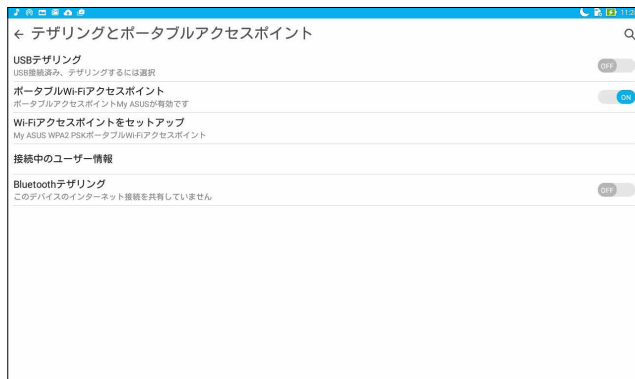 ← テザリングとポータブルアクセスポイント
USBテザリング
USB接続済み、テザリングするには選択
OFF
ポータブルWi-Fiアクセスポイント
ポータブルアクセスポイントMy ASUSが有効です
ON
Wi-Fiアクセスポイントをセットアップ
My ASUS WPA2 PSKポータブルWi-Fiアクセスポイント
接続中のユーザー情報
Bluetoothテザリング
このデバイスのインターネット接続を共有していません
OFF